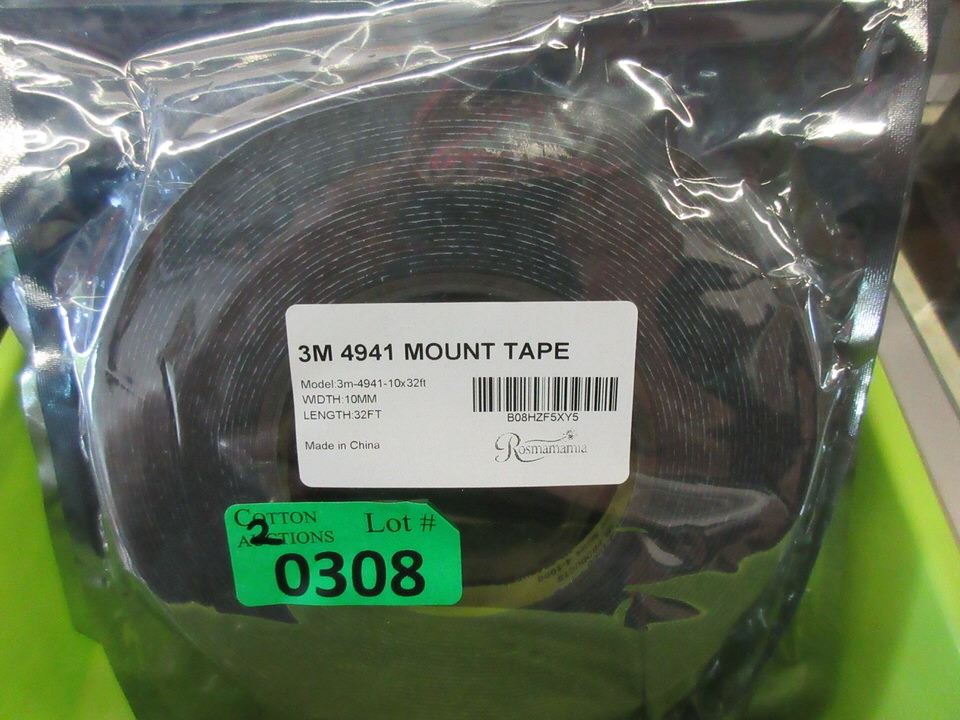 3M 4941 MOUNT TAPE
Model:3m-4941-10x32ft
WIDTH:10MM
LENGTH:32FT
B08HZF5XY5
Made in China
Rosmamamia
COTTON
AUCTIONS
2
Lot #
0308